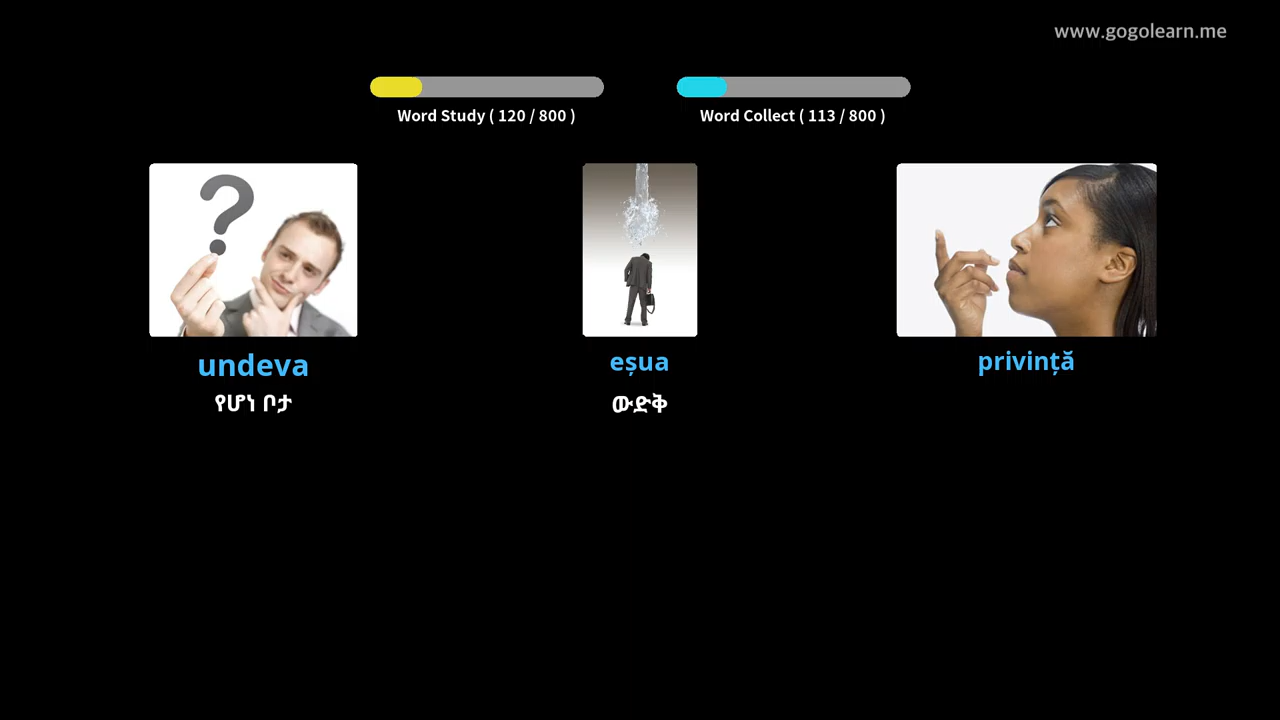 www.gogolearn.me
Word Study ( 120 / 800 )
Word Collect ( 113 / 800 )
?
undeva
eșua
privință
የሆነ ቦታ
ውድቅ